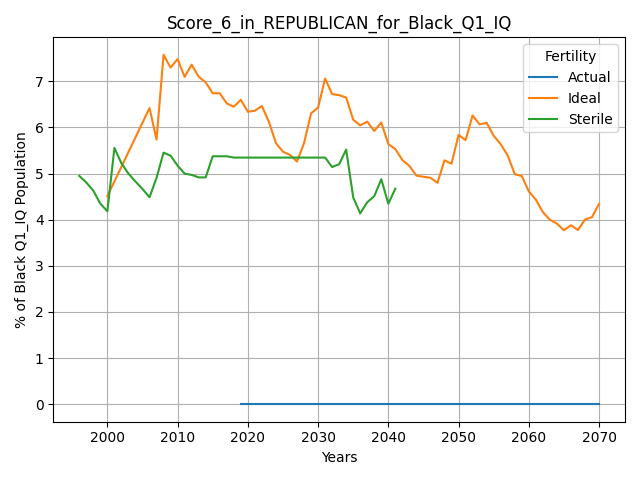 Score_6_in_REPUBLICAN_for_Black_Q1_IQ
Fertility
Actual
Ideal
Sterile
% of Black Q1_IQ Population
7
6
5
4
3
2
1
0
2000 2010 2020 2030 2040 2050 2060 2070
Years